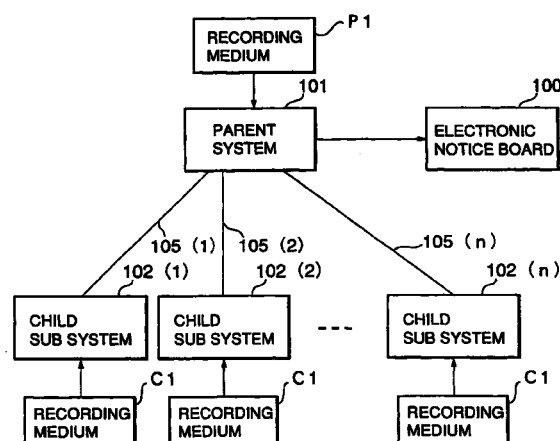 RECORDING
MEDIUM
P1
101
PARENT
SYSTEM
100
ELECTRONIC
NOTICE BOARD
105 (1)
105 (2)
105 (n)
102 (1)
102 (2)
102 (n)
CHILD
SUB SYSTEM
CHILD
SUB SYSTEM
CHILD
SUB SYSTEM
C1
C1
C1
RECORDING
MEDIUM
RECORDING
MEDIUM
RECORDING
MEDIUM